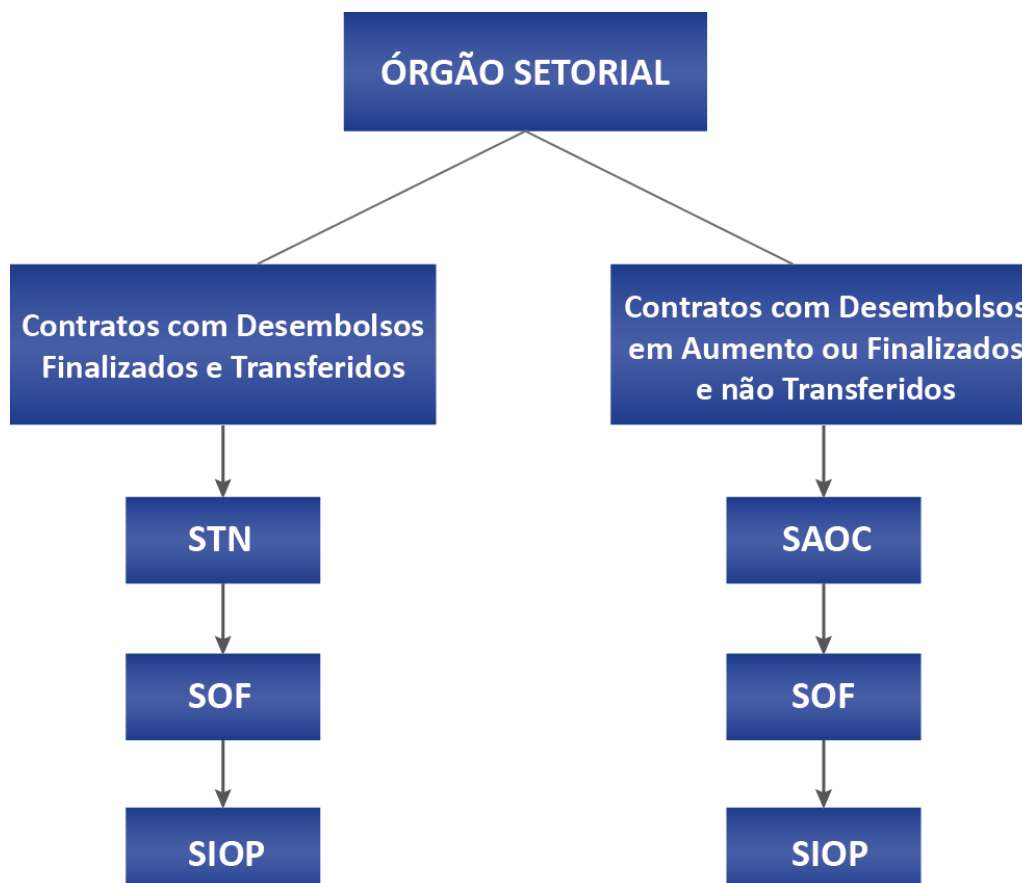 ÓRGÃO SETORIAL
Contratos com Desembolsos
Finalizados e Transferidos
Contratos com Desembolsos
em Aumento ou Finalizados
e não Transferidos
STN
SAOC
SOF
SOF
SIOP
SIOP